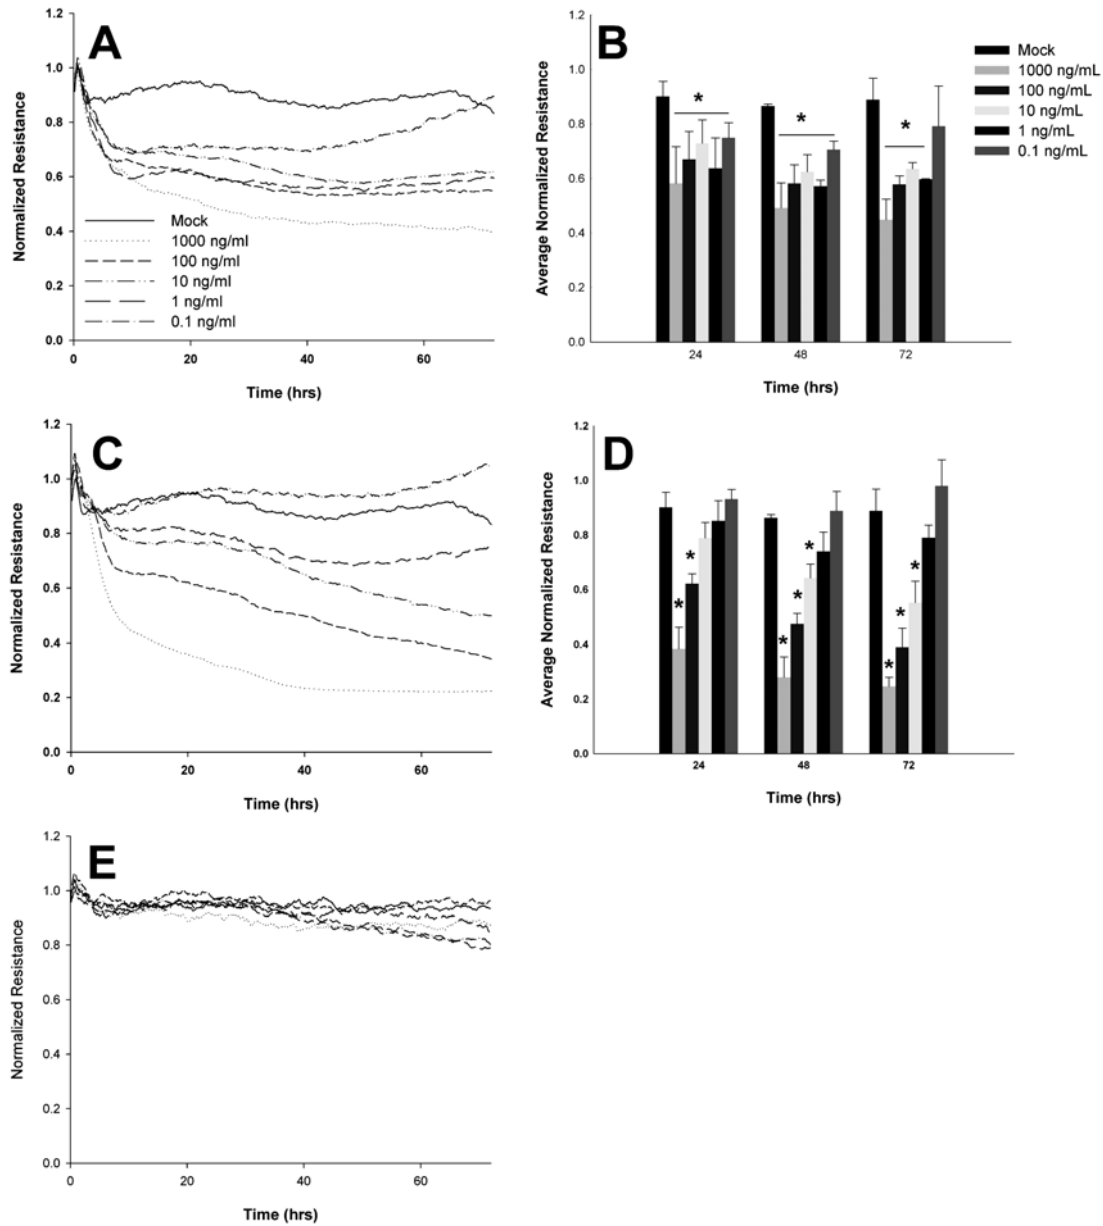 A
Normalized Resistance
1.2
1.0
0.8
0.6
0.4
0.2
0.0
Mock
1000 ng/ml
100 ng/ml
10 ng/ml
1 ng/ml
0.1 ng/ml
0
20
40
60
Time (hrs)
B
Average Normalized Resistance
1.2
1.0
0.8
0.6
0.4
0.2
0.0
*
*
*
24
48
72
Time (hrs)
Mock
1000 ng/mL
100 ng/mL
10 ng/mL
1 ng/mL
0.1 ng/mL
C
Normalized Resistance
1.2
1.0
0.8
0.6
0.4
0.2
0.0
0
20
40
60
Time (hrs)
D
Average Normalized Resistance
1.2
1.0
0.8
0.6
0.4
0.2
0.0
*
*
*
*
*
*
*
*
24
48
72
Time (hrs)
E
Normalized Resistance
1.2
1.0
0.8
0.6
0.4
0.2
0.0
0
20
40
60
Time (hrs)